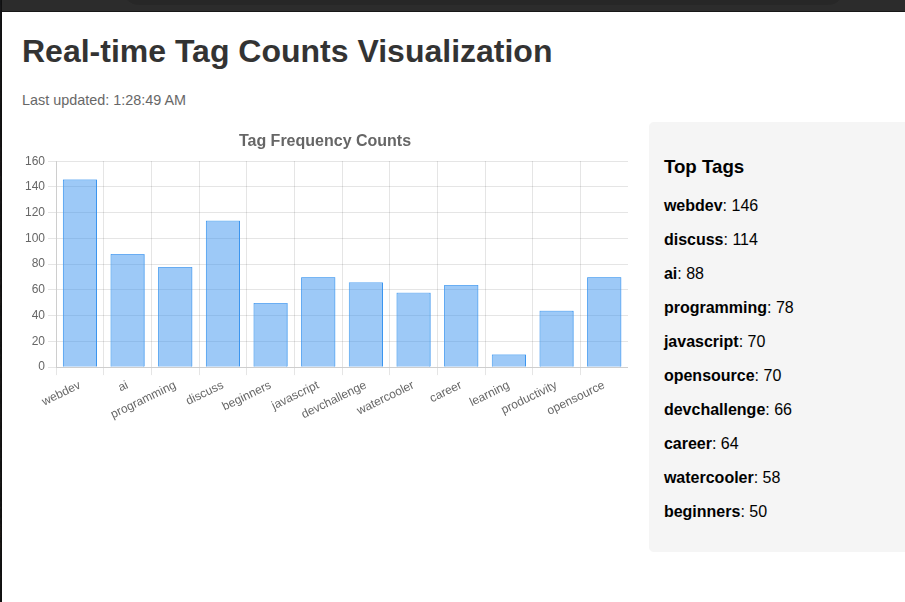 Real-time Tag Counts Visualization
Last updated: 1:28:49 AM
Tag Frequency Counts
160
140
120
100
80
60
40
20
0
webdev
ai
programming
discuss
beginners
javascript
devchallenge
watercooler
career
learning
productivity
opensource
Top Tags
webdev: 146
discuss: 114
ai: 88
programming: 78
javascript: 70
opensource: 70
devchallenge: 66
career: 64
watercooler: 58
beginners: 50